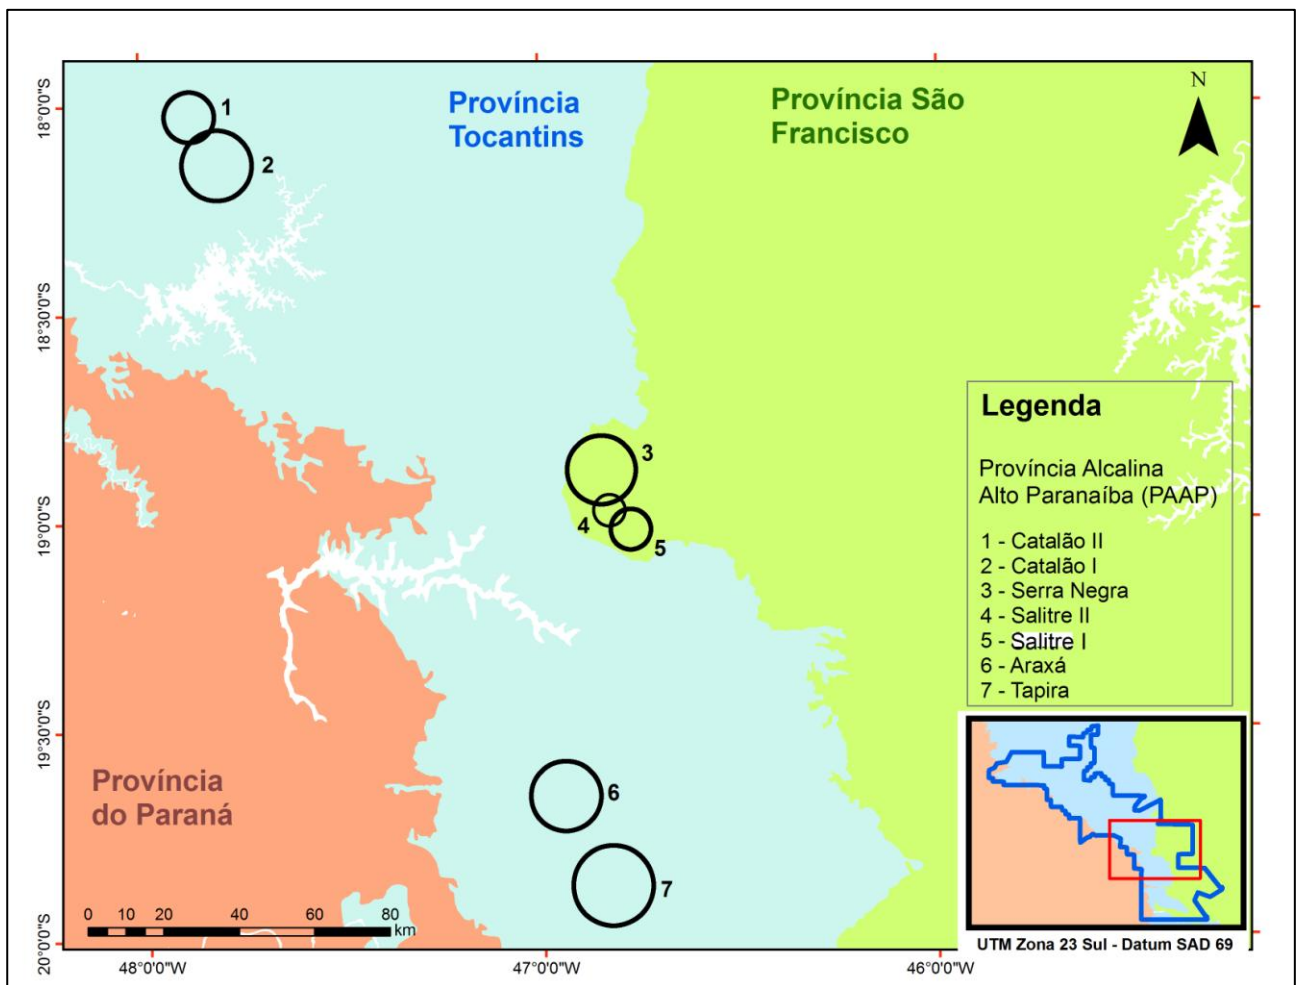 Província
Tocantins
Província São
Francisco
N
1
2
18°0'0"S
18°30'0"S
3
4
5
19°0'0"S
Legenda
Província Alcalina
Alto Paranaíba (PAAP)
1 - Catalão II
2 - Catalão I
3 - Serra Negra
4 - Salitre II
5 - Salitre I
6 - Araxá
7 - Tapira
19°30'0"S
Província
do Paraná
6
7
0 10 20 40 60 80
km
20°0'0"S
48°0'0"W
47°0'0"W
46°0'0"W
UTM Zona 23 Sul - Datum SAD 69